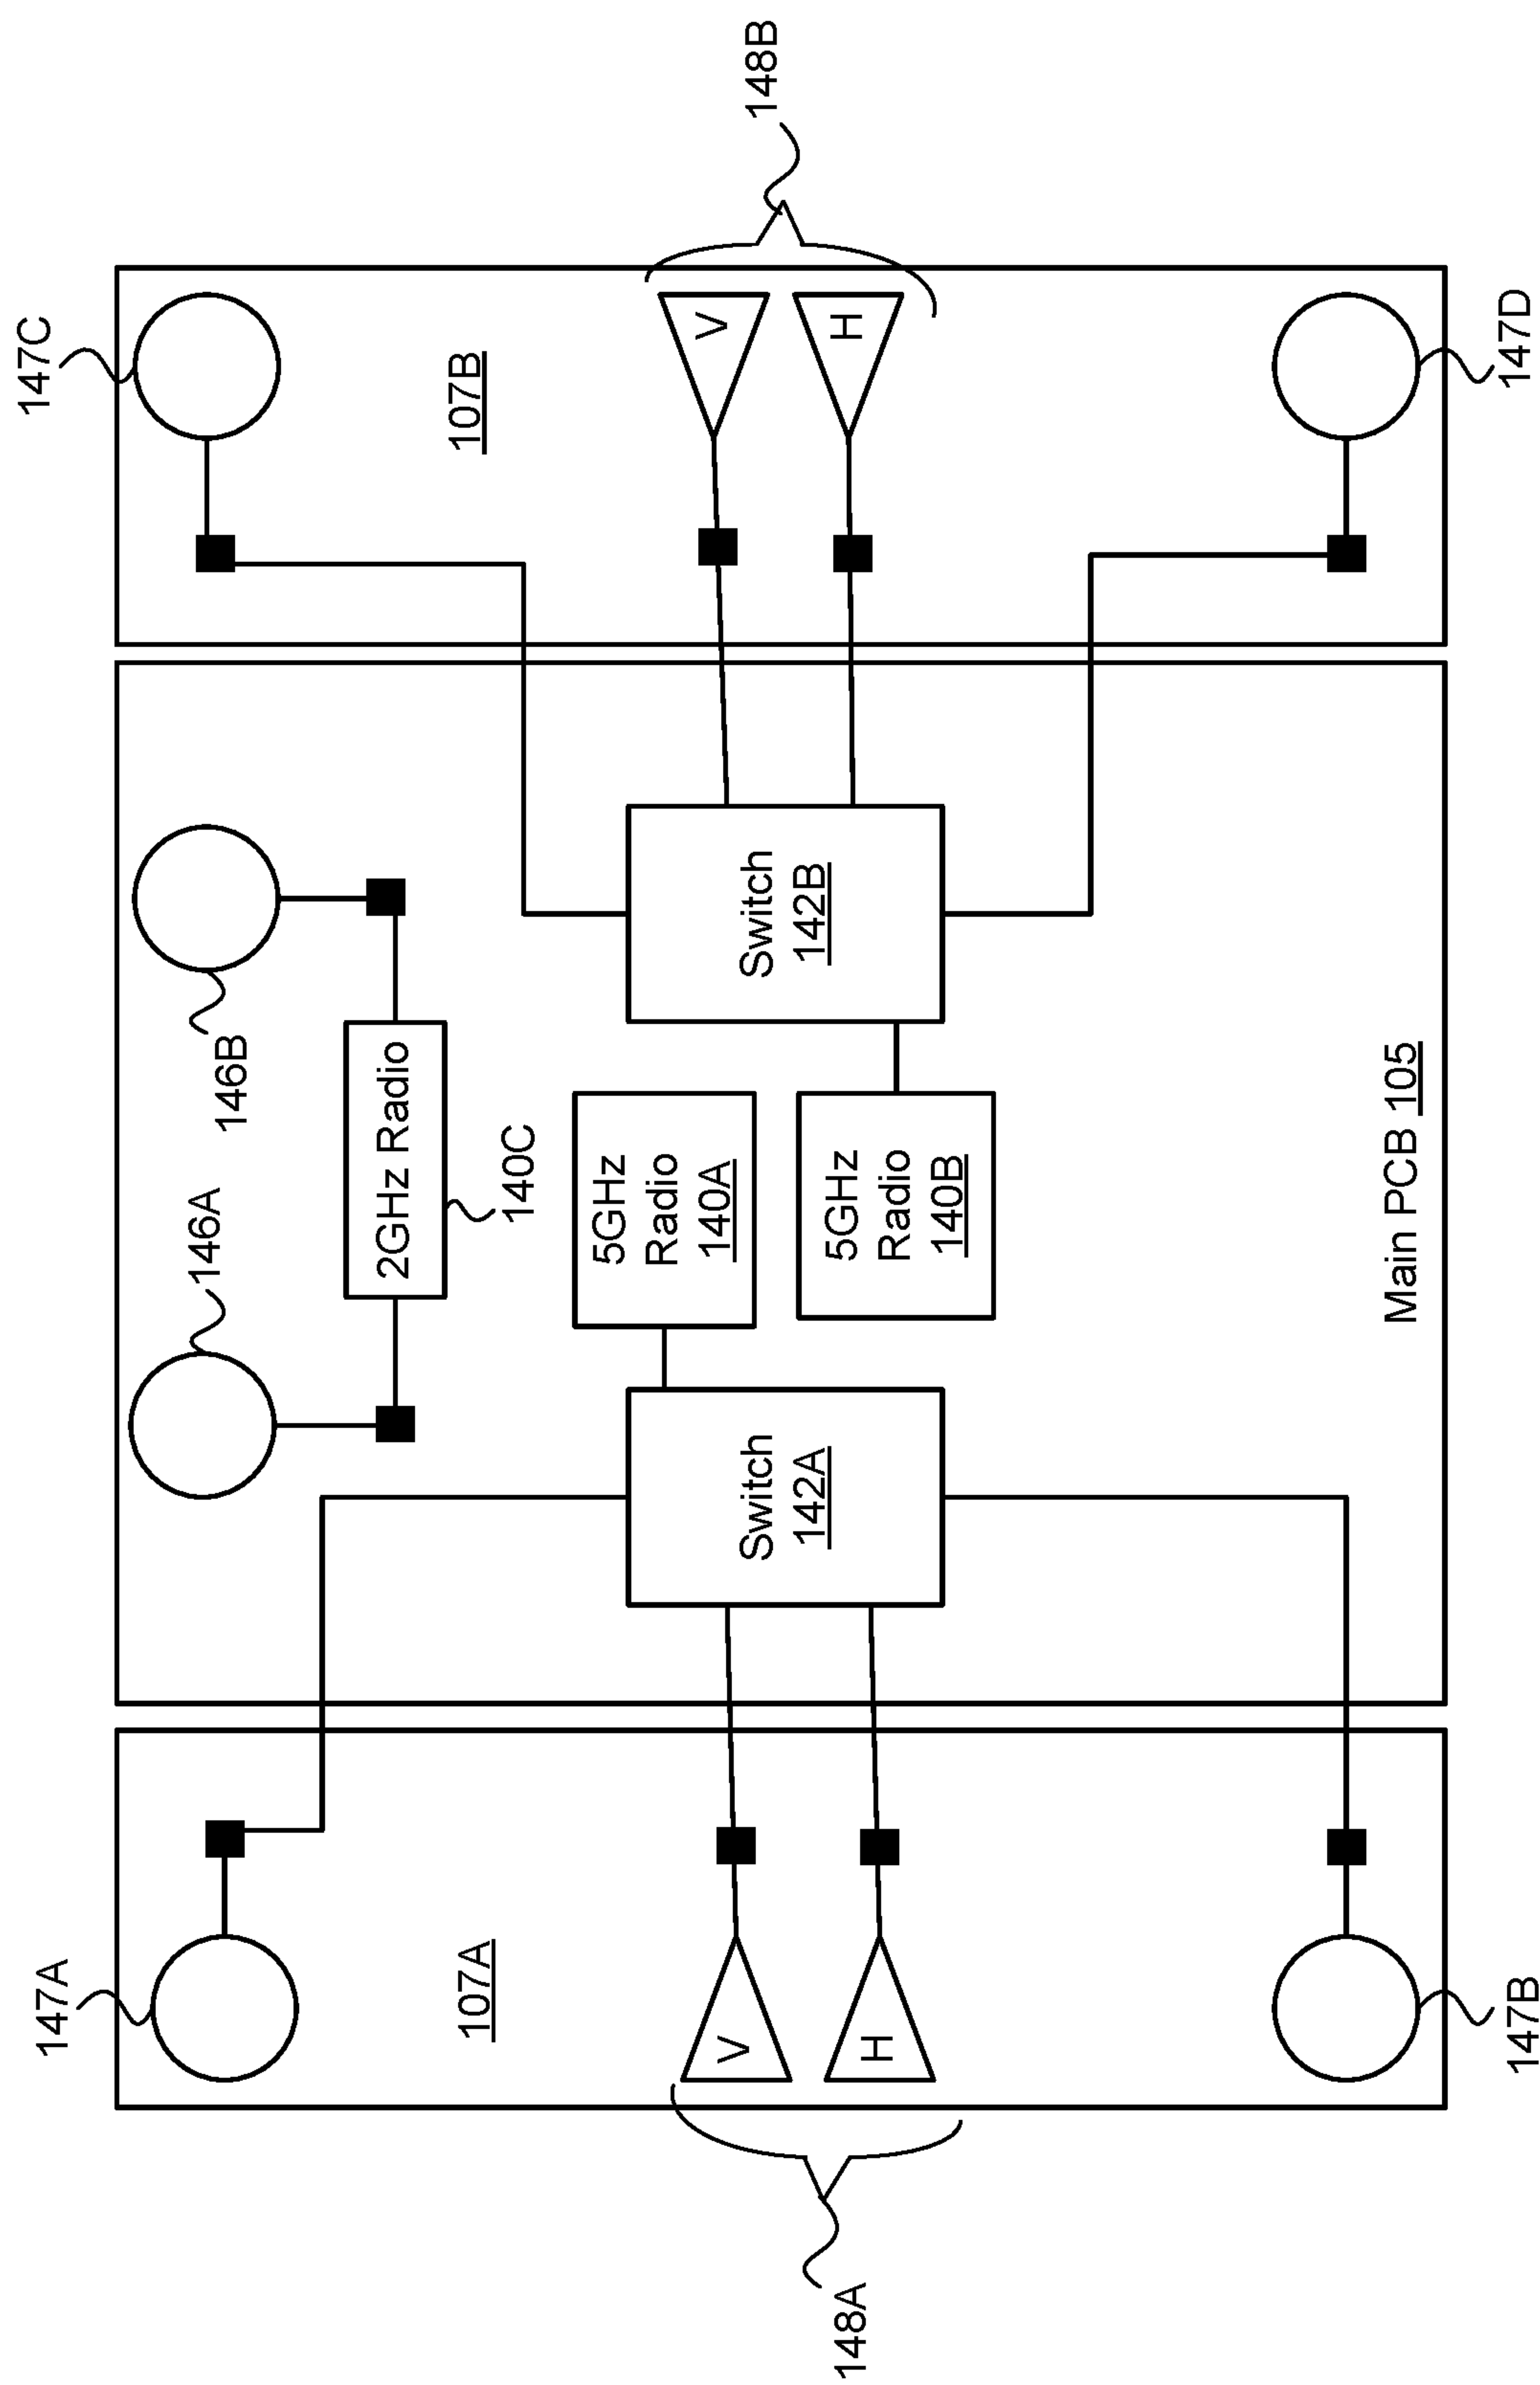 147A
146A
146B
147C
2GHz Radio
140C
107A
107B
5GHz
Radio
140A
148A
V
H
Switch
142A
5GHz
Radio
140B
Switch
142B
V
H
148B
Main PCB 105
147B
147D